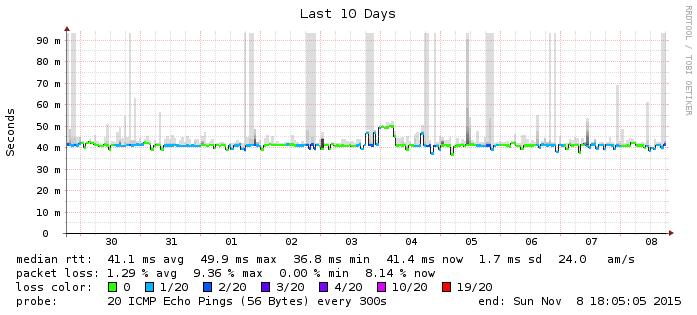 Last 10 Days
RRDTOOL / TOBI OETIKER
Seconds
90 m
80 m
70 m
60 m
50 m
40 m
30 m
20 m
10 m
0
30 31 01 02 03 04 05 06 07 08
median rtt: 41.1 ms avg 49.9 ms max 36.8 ms min 41.4 ms now 1.7 ms sd 24.0 am/s
packet loss: 1.29 % avg 9.36 % max 0.00 % min 8.14 % now
loss color: 0 1/20 2/20 3/20 4/20 10/20 19/20
probe: 20 ICMP Echo Pings (56 Bytes) every 300s end: Sun Nov 8 18:05:05 2015